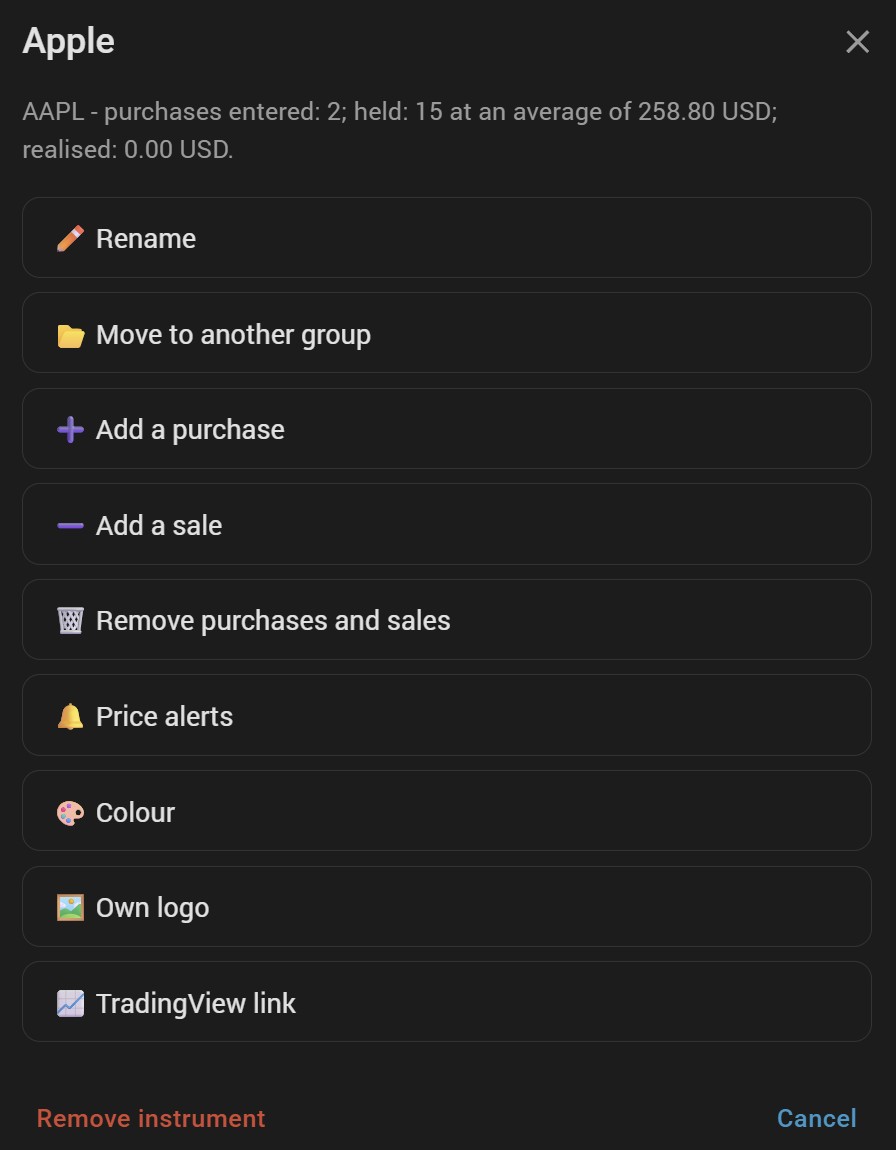 Apple
AAPL - purchases entered: 2; held: 15 at an average of 258.80 USD;
realised: 0.00 USD.
Rename
Move to another group
Add a purchase
Add a sale
Remove purchases and sales
Price alerts
Colour
Own logo
TradingView link
Remove instrument
Cancel